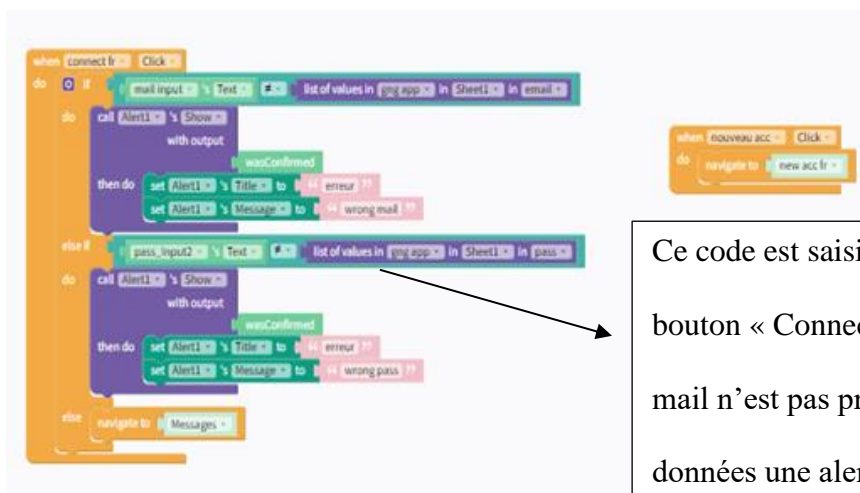 when connect fr Click
do if mail input 's Text ≠ list of values in gng app in Sheet1 in email
do call Alert1 's Show
with output
wasConfirmed
then do set Alert1 's Title to “ erreur ”
set Alert1 's Message to “ wrong mail ”
else if pass_input2 's Text ≠ list of values in gng app in Sheet1 in pass
do call Alert1 's Show
with output
wasConfirmed
then do set Alert1 's Title to “ erreur ”
set Alert1 's Message to “ wrong pass ”
else navigate to Messages
when nouveau acc Click
do navigate to new acc fr
Ce code est saisi
bouton « Connec
mail n’est pas pr
données une aler